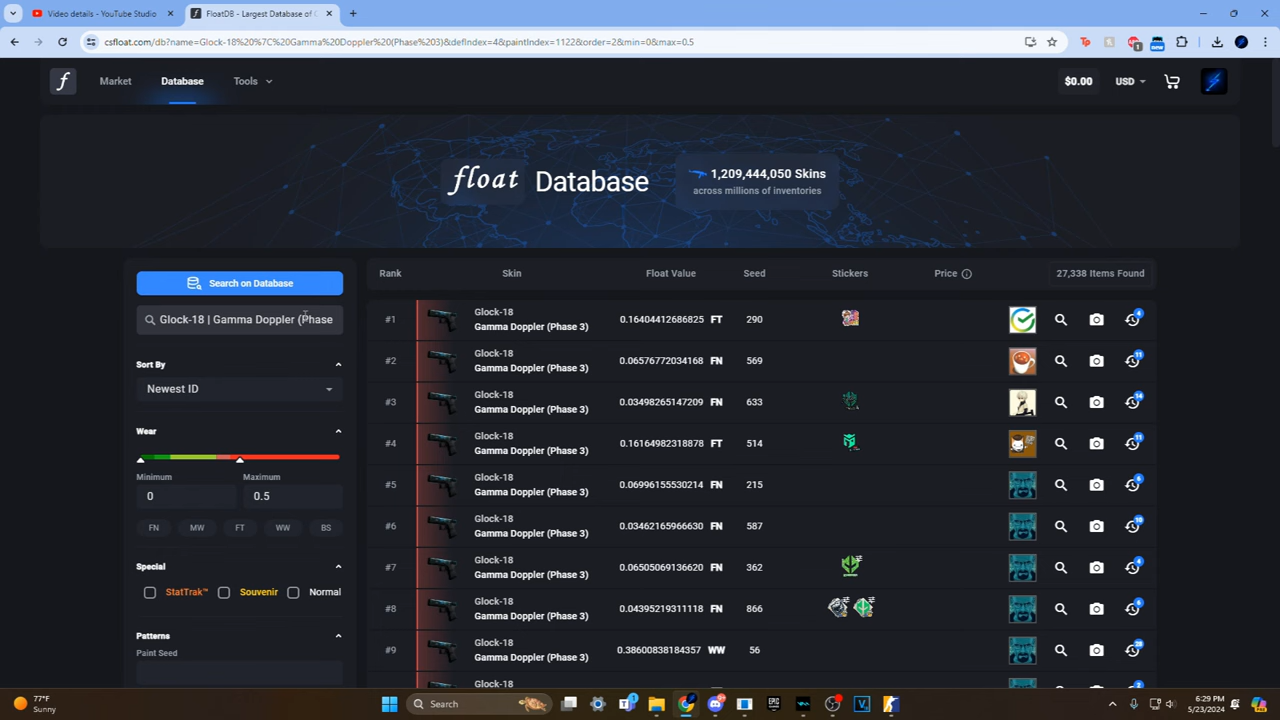 Video details - YouTube Studio
FloatDB - Largest Database of C
csfloat.com/db?name=Glock-18%20%7C%20Gamma%20Doppler%20(Phase%203)&defIndex=4&paintIndex=1122&order=2&min=0&max=0.5
f Market Database Tools $0.00 USD
float Database 1,209,444,050 Skins
across millions of inventories
Search on Database
Glock-18 | Gamma Doppler (Phase
Sort By
Newest ID
Wear
Minimum Maximum
0 0.5
FN MW FT WW BS
Special
StatTrak™ Souvenir Normal
Patterns
Paint Seed
Rank Skin Float Value Seed Stickers Price 27,338 Items Found
#1 Glock-18 Gamma Doppler (Phase 3) 0.16404412686825 FT 290 4
#2 Glock-18 Gamma Doppler (Phase 3) 0.06576772034168 FN 569 11
#3 Glock-18 Gamma Doppler (Phase 3) 0.03498265147209 FN 633 14
#4 Glock-18 Gamma Doppler (Phase 3) 0.16164982318878 FT 514 11
#5 Glock-18 Gamma Doppler (Phase 3) 0.06996155530214 FN 215
#6 Glock-18 Gamma Doppler (Phase 3) 0.03462165966630 FN 587
#7 Glock-18 Gamma Doppler (Phase 3) 0.06505069136620 FN 362 4
#8 Glock-18 Gamma Doppler (Phase 3) 0.04395219311118 FN 866
#9 Glock-18 Gamma Doppler (Phase 3) 0.38600838184357 WW 56
Glock-18
77°F
Sunny
Search
6:29 PM
5/23/2024